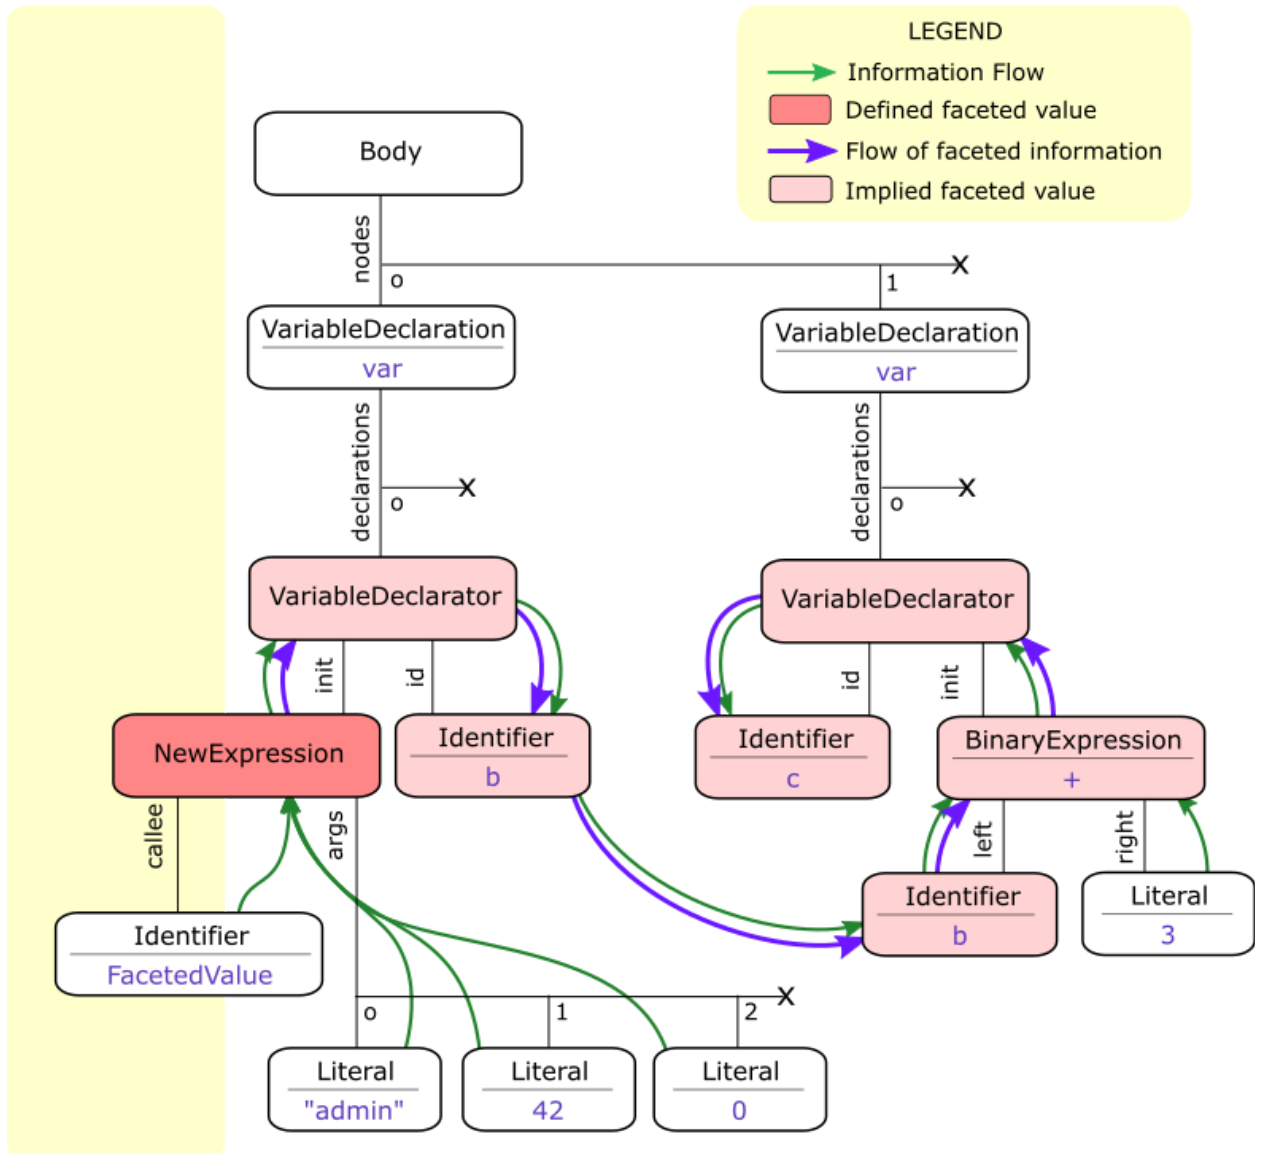 LEGEND
Information Flow
Defined faceted value
Flow of faceted information
Implied faceted value
Body
nodes
0
1
X
VariableDeclaration
var
VariableDeclaration
var
declarations
0
X
declarations
0
X
VariableDeclarator
VariableDeclarator
init
id
id
init
NewExpression
Identifier
b
Identifier
c
BinaryExpression
+
callee
args
left
right
Identifier
FacetedValue
Identifier
b
Literal
3
0
1
2
X
Literal
"admin"
Literal
42
Literal
0